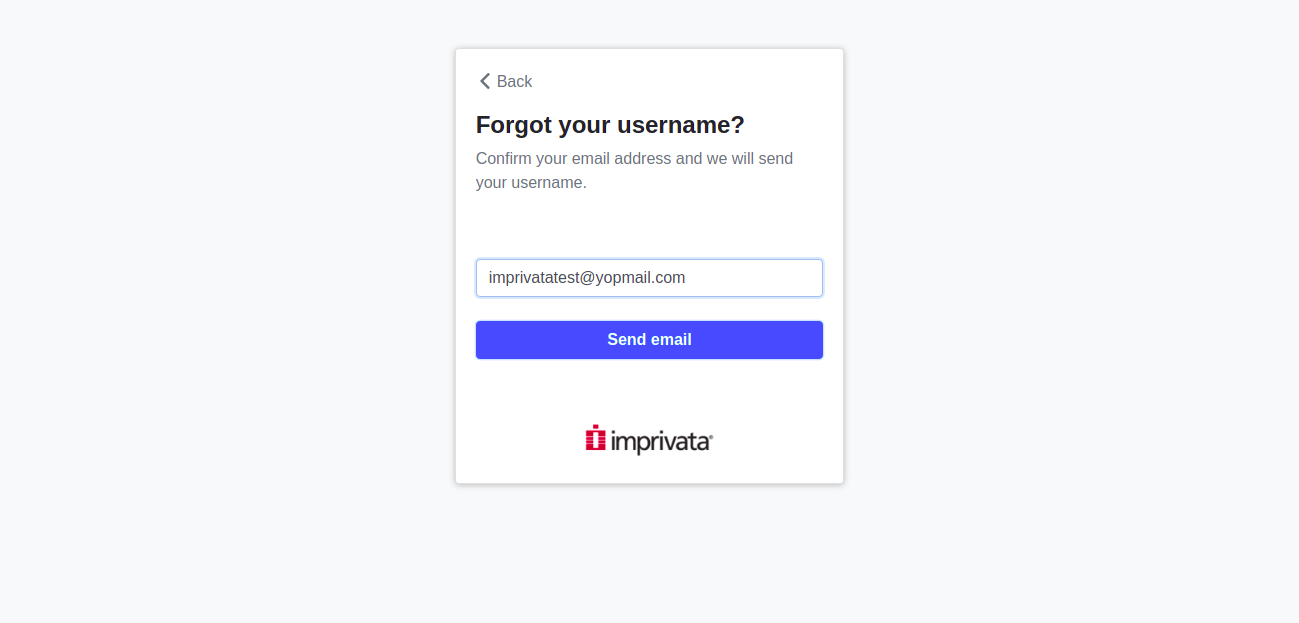 Back
Forgot your username?
Confirm your email address and we will send
your username.
imprivatatest@yopmail.com
Send email
imprivata®